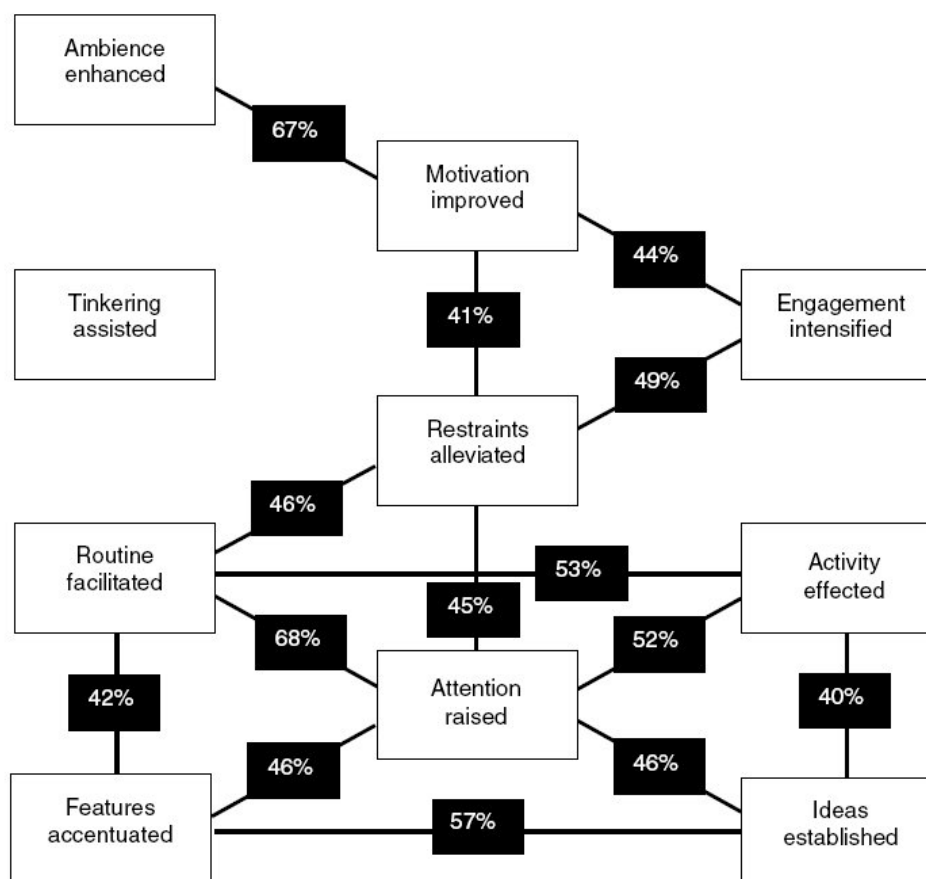 Ambience
enhanced
67%
Motivation
improved
44%
Tinkering
assisted
41%
Engagement
intensified
49%
Restraints
alleviated
46%
Routine
facilitated
53%
Activity
effected
45%
68%
52%
42%
Attention
raised
40%
46%
46%
Features
accentuated
57%
Ideas
established